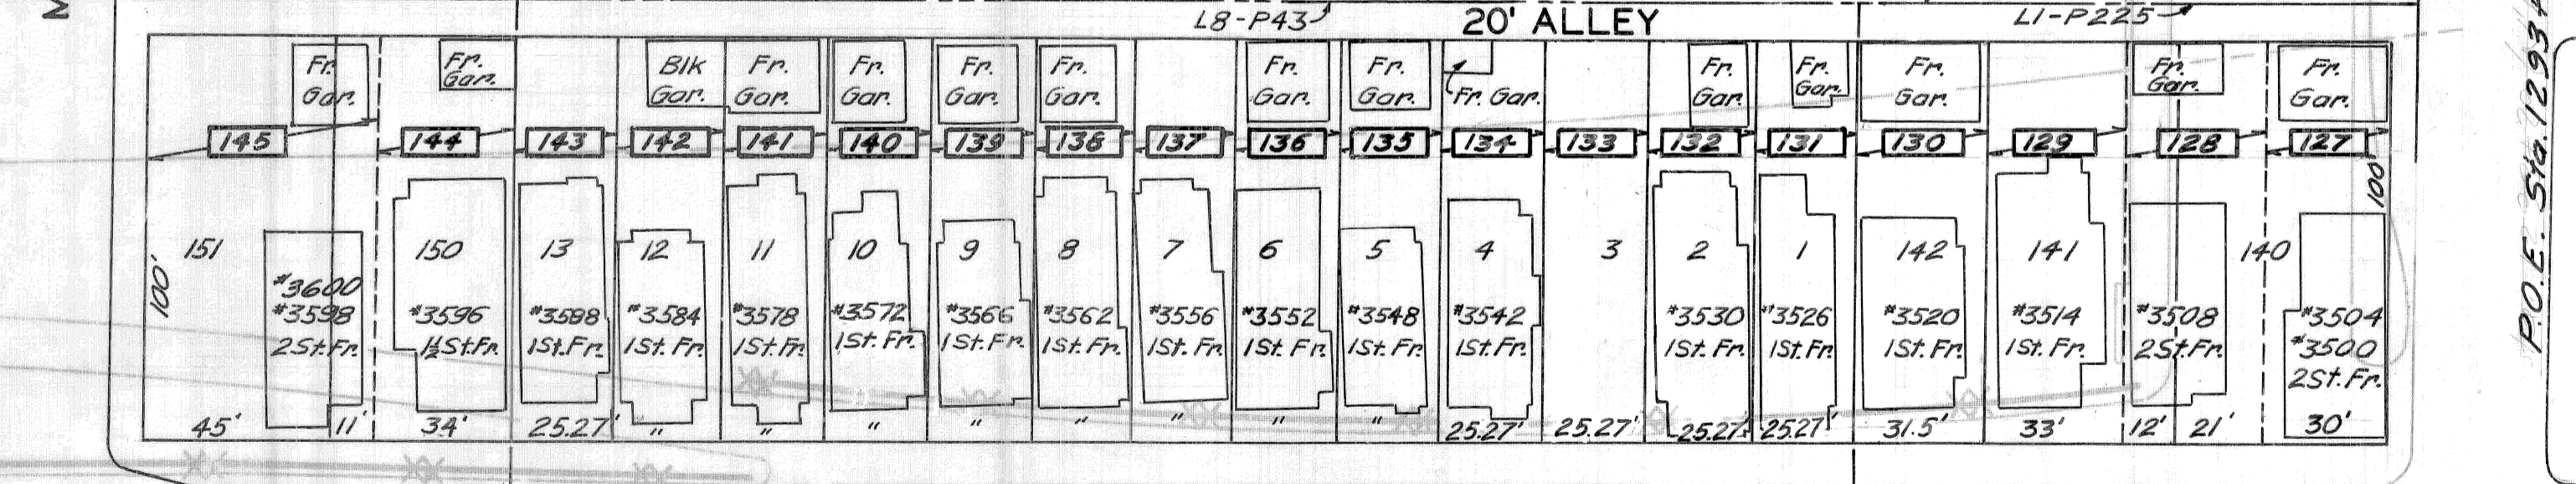 L8-P43 20' ALLEY L1-P225
Fr. Gar.
Fr. Gar.
Blk Gar.
Fr. Gar.
Fr. Gar.
Fr. Gar.
Fr. Gar.
Fr. Gar.
Fr. Gar.
Fr. Gar.
Fr. Gar.
Fr. Gar.
Fr. Gar.
Fr. Gar.
Fr. Gar.
145 144 143 142 141 140 139 138 137 136 135 134 133 132 131 130 129 128 127
100'
151 150 13 12 11 10 9 8 7 6 5 4 3 2 1 142 141 140
100'
#3600
#3598
2St.Fr.
#3596
1½St.Fr.
#3588
1St.Fr.
#3584
1St.Fr.
#3578
1St.Fr.
#3572
1St.Fr.
#3566
1St.Fr.
#3562
1St.Fr.
#3556
1St.Fr.
#3552
1St.Fr.
#3548
1St.Fr.
#3542
1St.Fr.
#3530
1St.Fr.
#3526
1St.Fr.
#3520
1St.Fr.
#3514
1St.Fr.
#3508
2St.Fr.
#3504
#3500
2St.Fr.
45' 11' 34' 25.27' " " " " " " " " 25.27' 25.27' 25.27' 25.27' 31.5' 33' 12' 21' 30'
P.O.E. Sta. 1293+